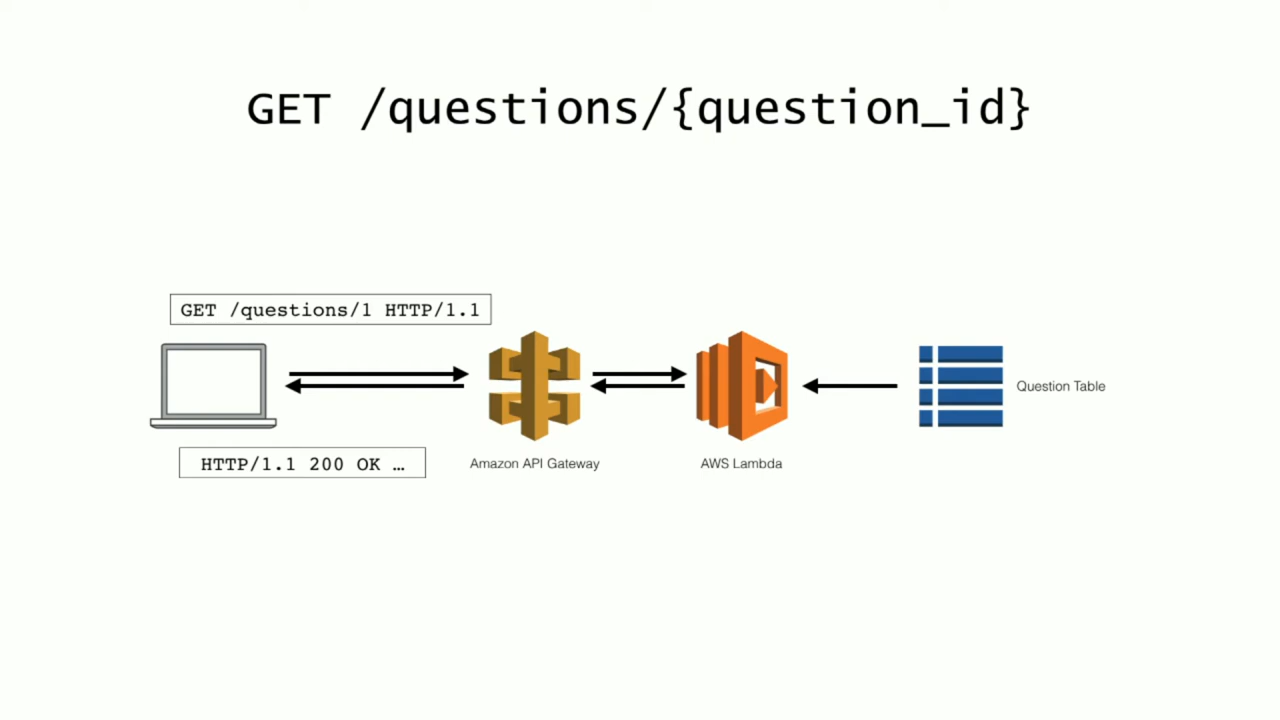 GET /questions/{question_id}
GET /questions/1 HTTP/1.1
Question Table
HTTP/1.1 200 OK …
Amazon API Gateway
AWS Lambda